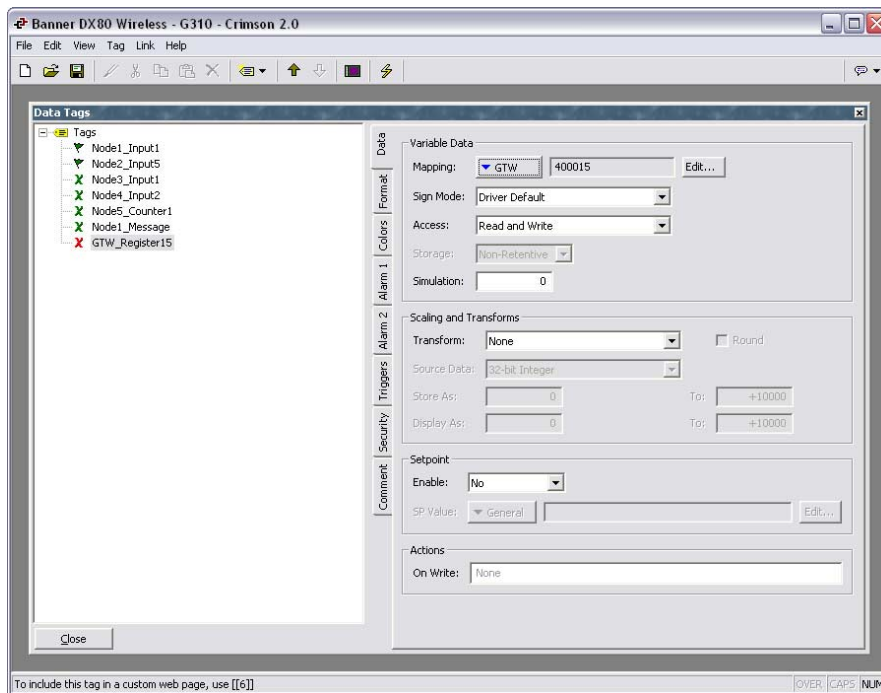 Banner DX80 Wireless - G310 - Crimson 2.0
File Edit View Tag Link Help
Data Tags
Tags
Node1_Input1
Node2_Input5
Node3_Input1
Node4_Input2
Node5_Counter1
Node1_Message
GTW_Register15
Close
Data
Format
Colors
Alarm 1
Alarm 2
Triggers
Security
Comment
Variable Data
Mapping: GTW 400015 Edit...
Sign Mode: Driver Default
Access: Read and Write
Storage: Non-Retentive
Simulation: 0
Scaling and Transforms
Transform: None Round
Source Data: 32-bit Integer
Store As: 0 To: +10000
Display As: 0 To: +10000
Setpoint
Enable: No
SP Value: General Edit...
Actions
On Write: None
To include this tag in a custom web page, use [[6]]
OVER CAPS NUM